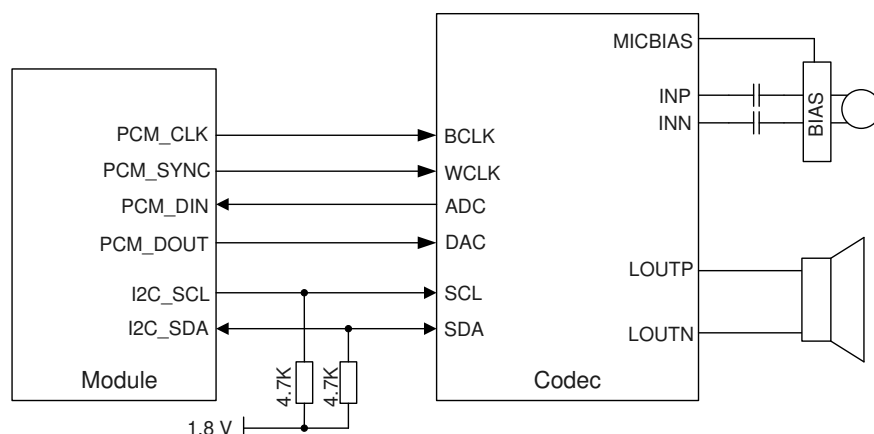 MICBIAS
INP
INN
BIAS
PCM_CLK
BCLK
PCM_SYNC
WCLK
PCM_DIN
ADC
PCM_DOUT
DAC
I2C_SCL
SCL
I2C_SDA
SDA
LOUTP
LOUTN
4.7K
4.7K
Module
Codec
1.8 V